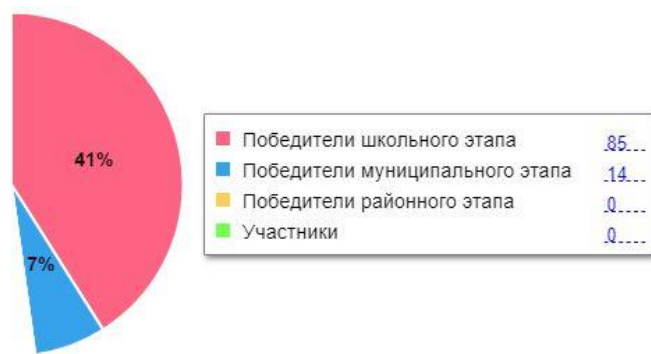 41%
7%
Победители школьного этапа 85
Победители муниципального этапа 14
Победители районного этапа 0
Участники 0